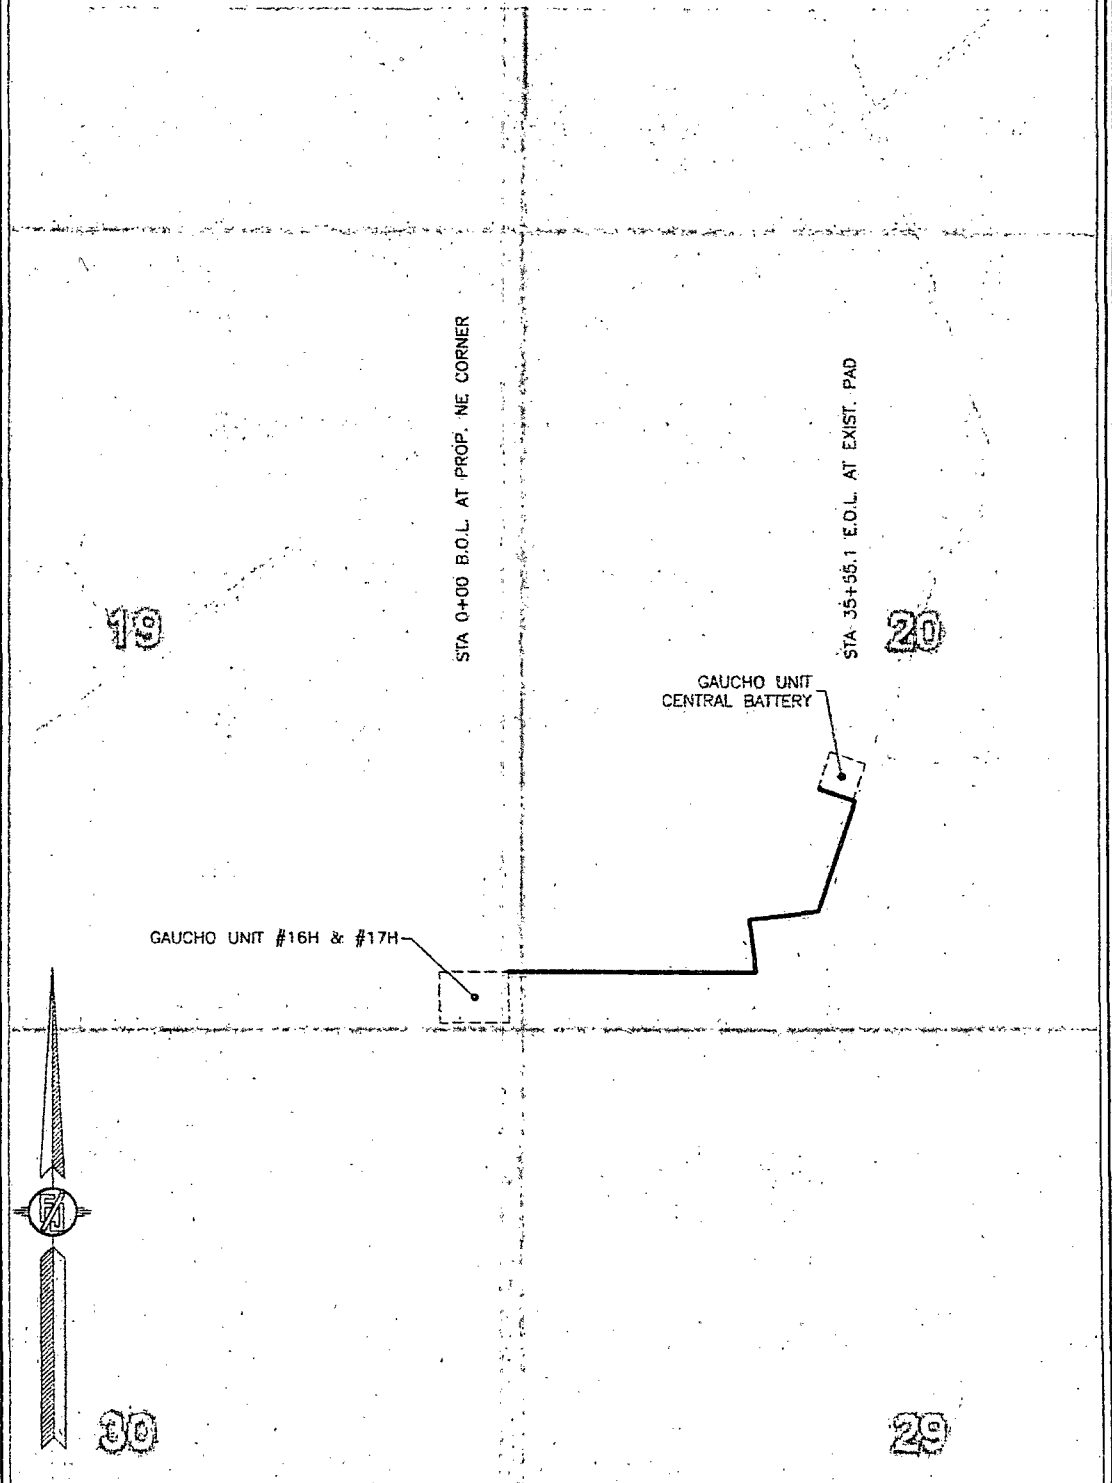 STA 0+00 B.O.L. AT PROP. NE CORNER
STA 35+55.1 E.O.L. AT EXIST. PAD
19
20
GAUCHO UNIT
CENTRAL BATTERY
GAUCHO UNIT #16H & #17H
30
29